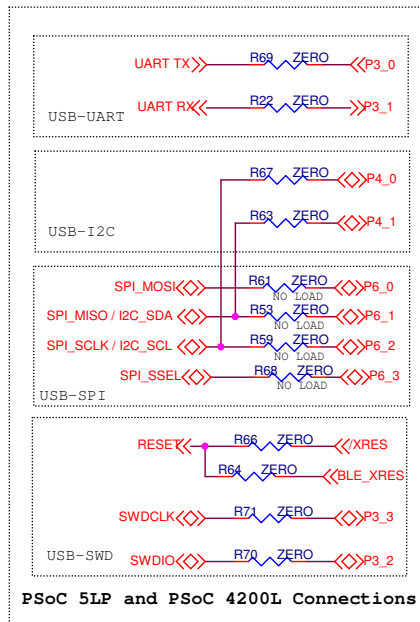 R69 ZERO
UART TX P3_0
R22 ZERO
UART RX P3_1
USB-UART
R67 ZERO
P4_0
R63 ZERO
P4_1
USB-I2C
R61 ZERO
SPI_MOSI P6_0
NO LOAD
R53 ZERO
SPI_MISO / I2C_SDA P6_1
NO LOAD
R59 ZERO
SPI_SCLK / I2C_SCL P6_2
NO LOAD
R68 ZERO
SPI_SSEL P6_3
NO LOAD
USB-SPI
R66 ZERO
RESET /XRES
R64 ZERO
BLE_XRES
R71 ZERO
SWDCLK P3_3
R70 ZERO
USB-SWD SWDIO P3_2
PSoC 5LP and PSoC 4200L Connections